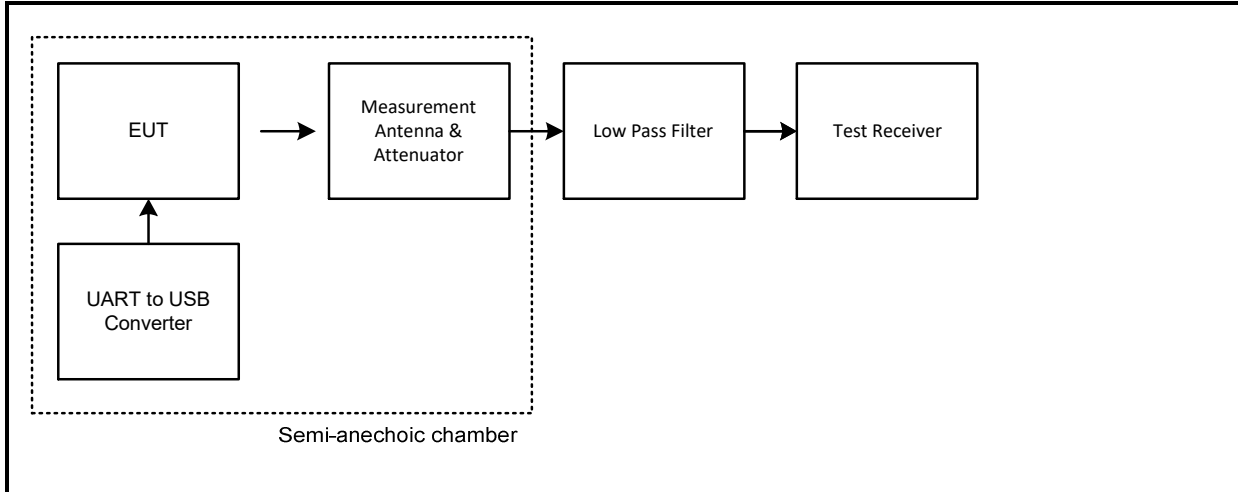 EUT
Measurement
Antenna &
Attenuator
Low Pass Filter
Test Receiver
UART to USB
Converter
Semi-anechoic chamber